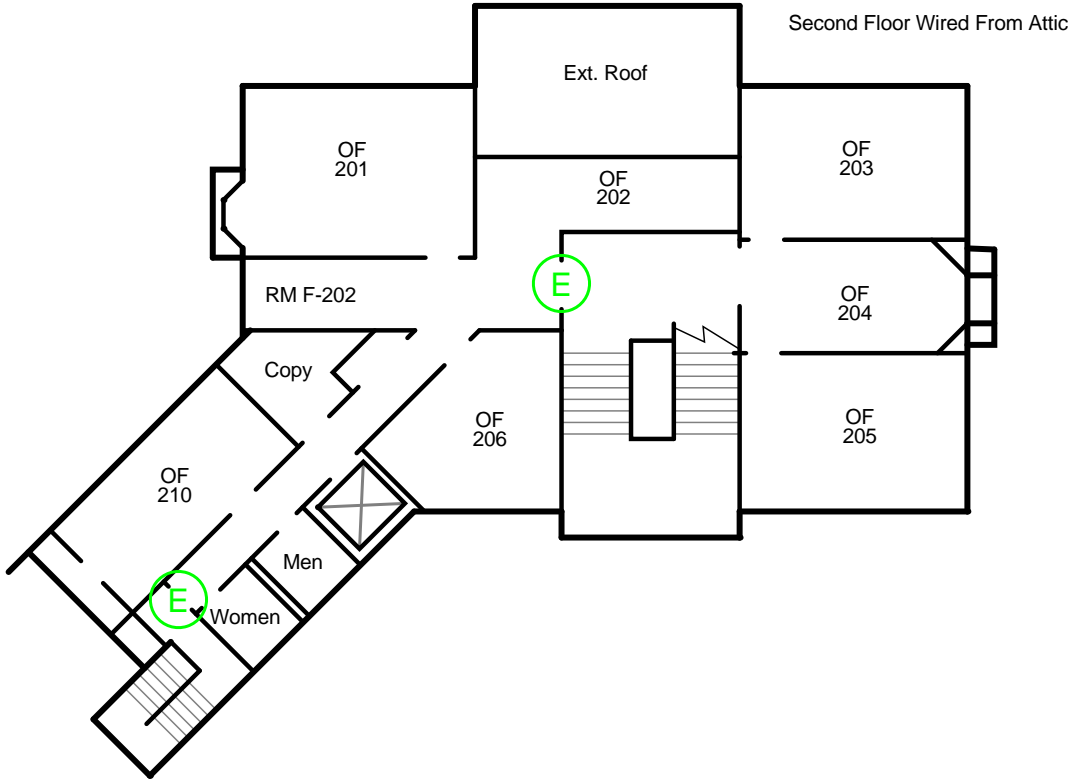 Second Floor Wired From Attic
Ext. Roof
OF
201
OF
203
OF
202
E
RM F-202
OF
204
Copy
OF
206
OF
205
OF
210
Men
E
Women